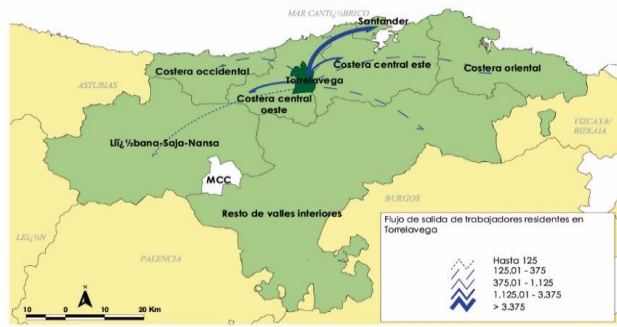 MAR CANTï¿½BRICO
Santander
Costera occidental
Torrelavega
Costera central este
Costera oriental
ASTURIAS
Costera central
oeste
VIZCAYA/
BIZKAIA
Lï¿½bana-Saja-Nansa
MCC
BURGOS
Resto de valles interiores
LEï¿½N
PALENCIA
Flujo de salida de trabajadores residentes en
Torrelavega
Hasta 125
125,01 - 375
375,01 - 1.125
1.125,01 - 3.375
> 3.375
N
10 0 10 20 Km